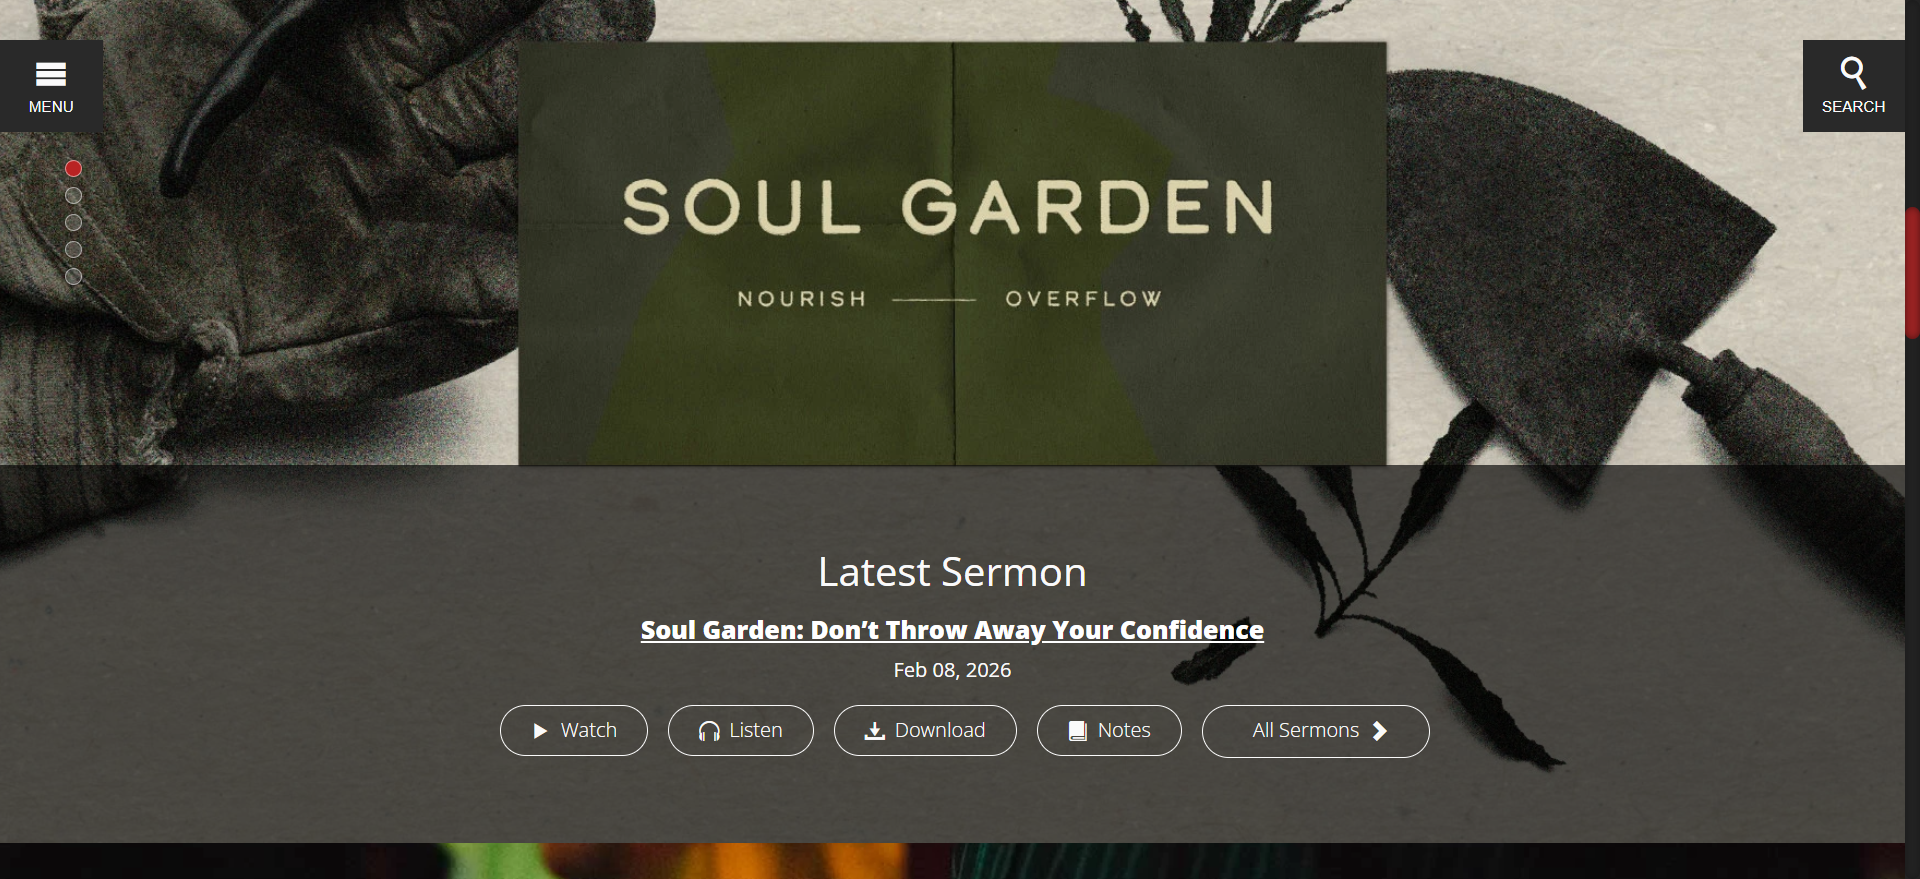 MENU
SEARCH
SOUL GARDEN
NOURISH OVERFLOW
Latest Sermon
Soul Garden: Don’t Throw Away Your Confidence
Feb 08, 2026
Watch
Listen
Download
Notes
All Sermons